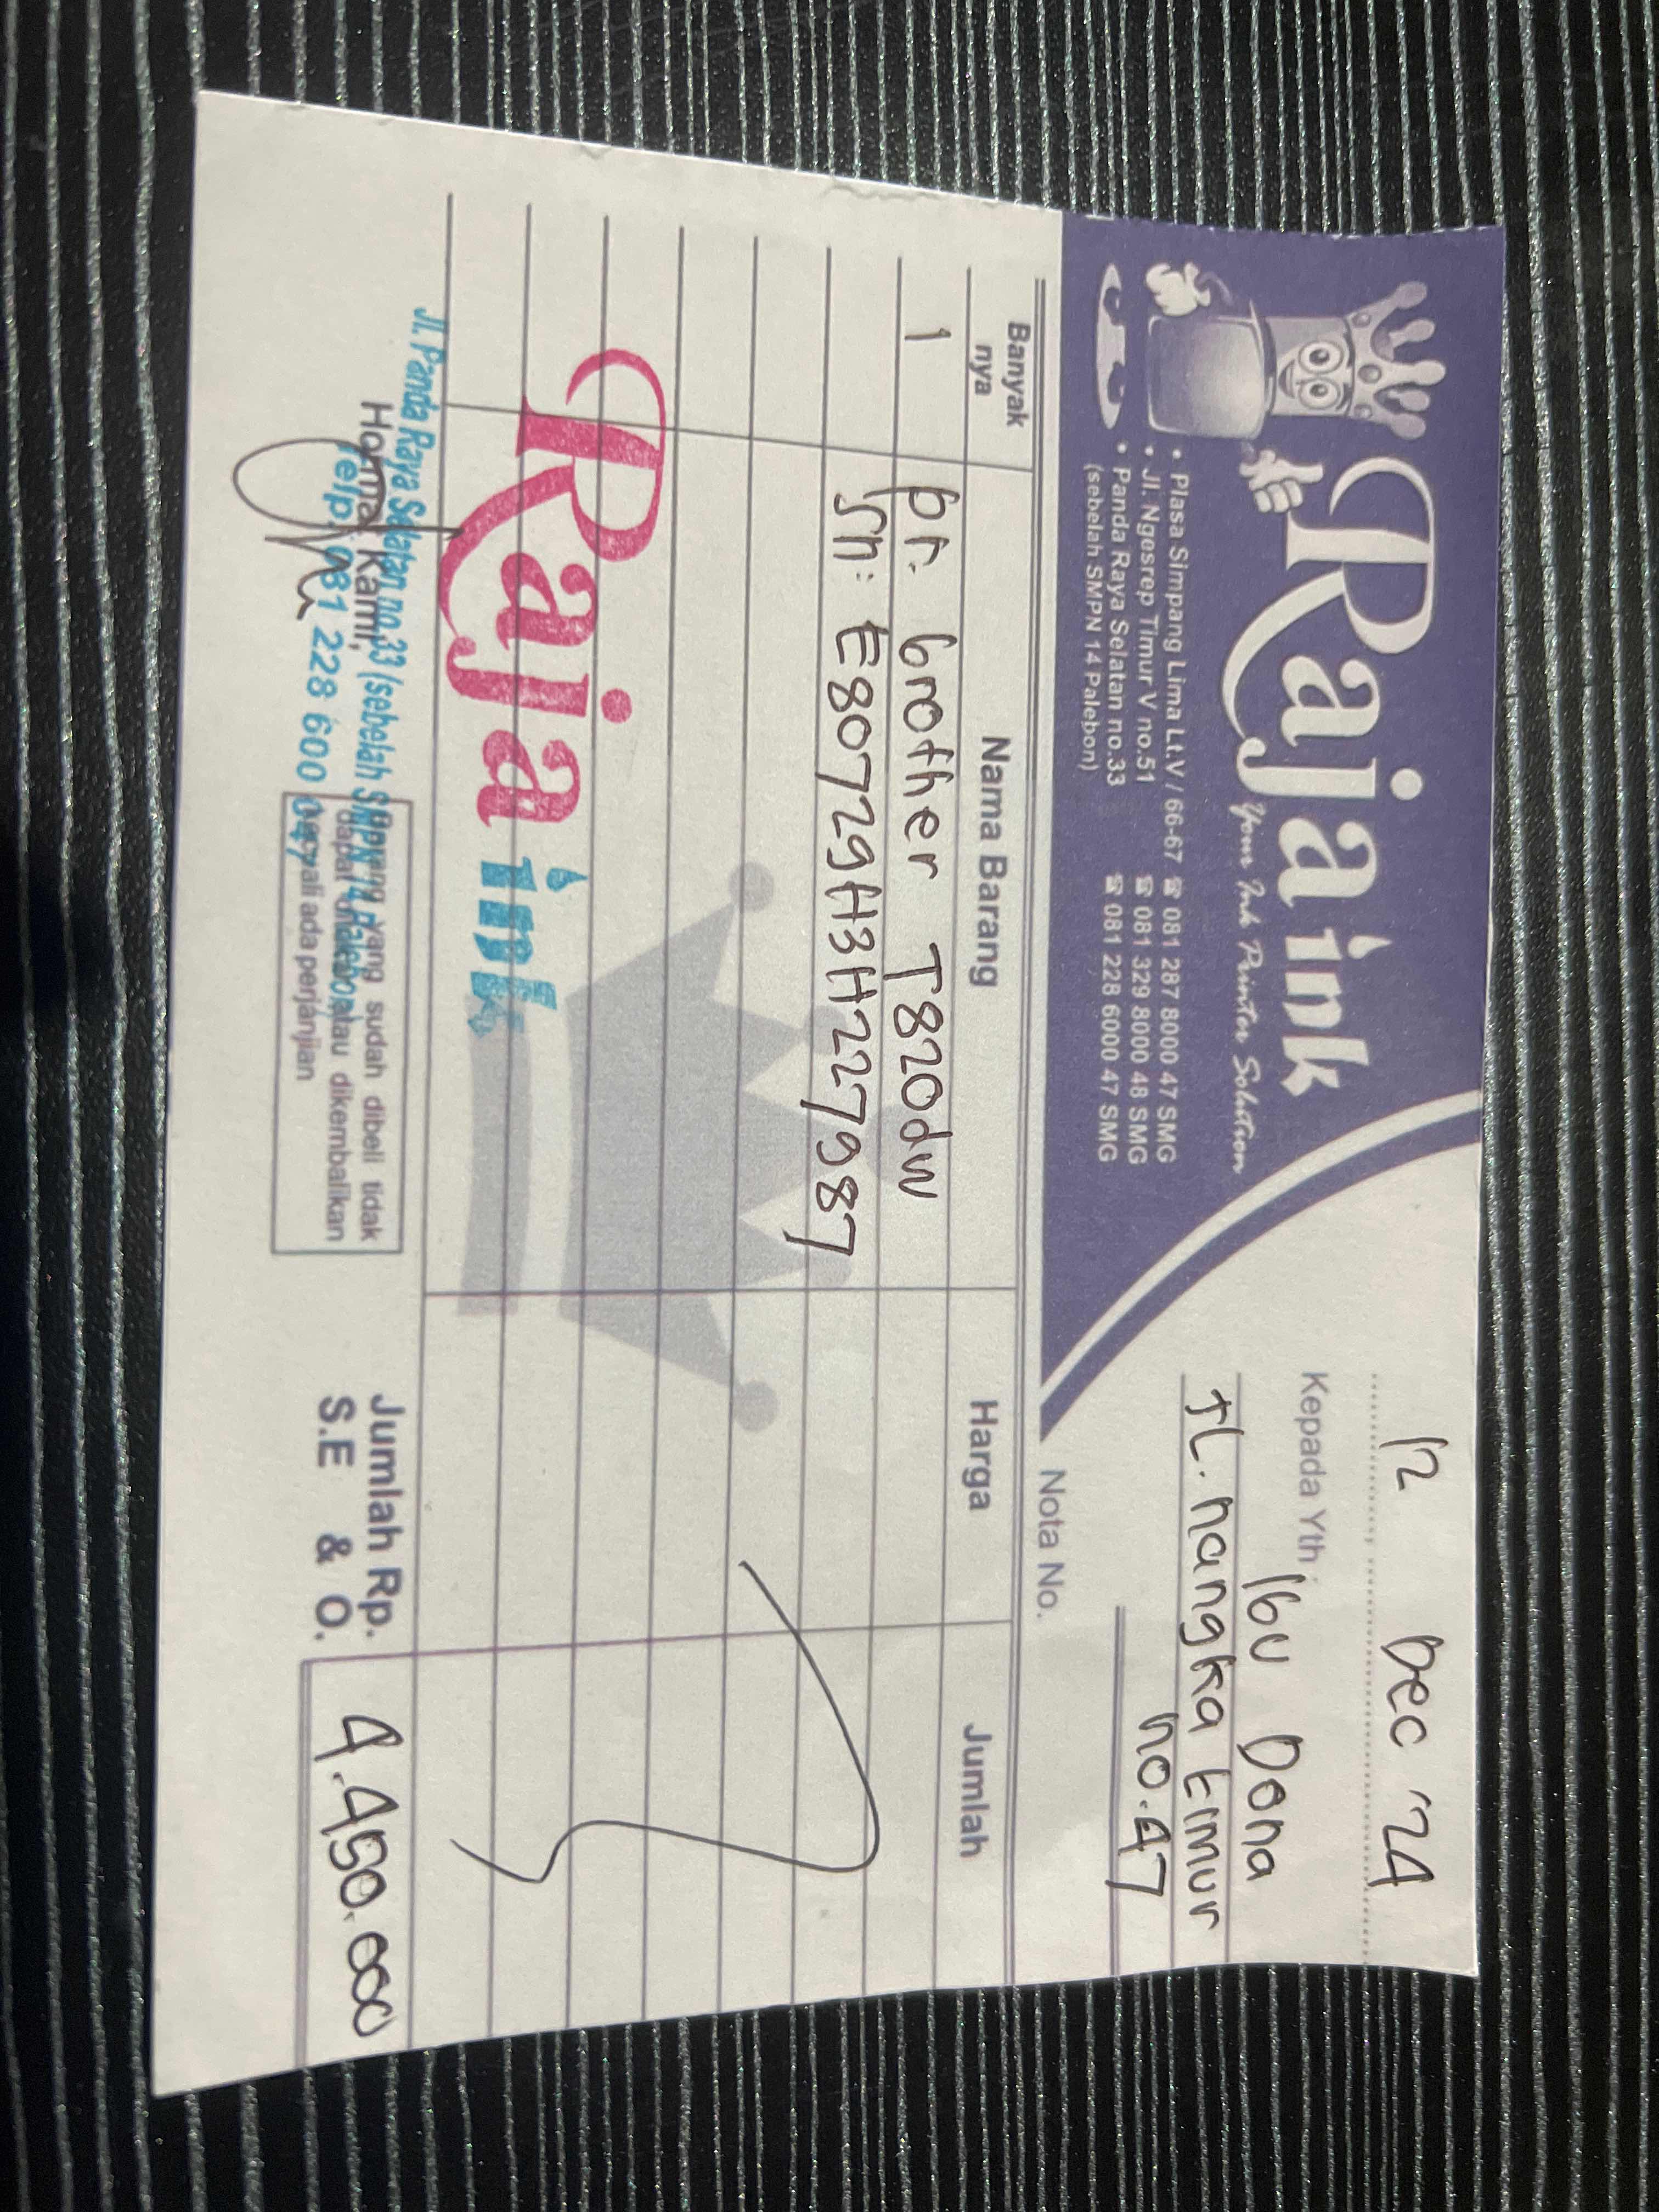 Raja ink
Your Ink Printer Solution
• Plasa Simpang Lima Lt.V / 66-67 ☎ 081 287 8000 47 SMG
• Jl. Ngesrep Timur V no.51 ☎ 081 329 8000 48 SMG
• Panda Raya Selatan no.33 ☎ 081 228 6000 47 SMG
(sebelah SMPN 14 Palebon)
12 Dec '24
Kepada Yth :
Ibu Dona
JL. nangka timur
no.47
Nota No.
Banyak nya Nama Barang Harga Jumlah
1 pr. brother T820dw
Sn: E80729H3H227987
Raja ink
Jl. Panda Raya Selatan no.33 (sebelah SMPN 14 Palebon)
Telp. 081 228 600 047
Hormat Kami,
Barang yang sudah dibeli tidak
dapat ditukar atau dikembalikan
kecuali ada perjanjian
Jumlah Rp. 4.450.000
S.E & O.